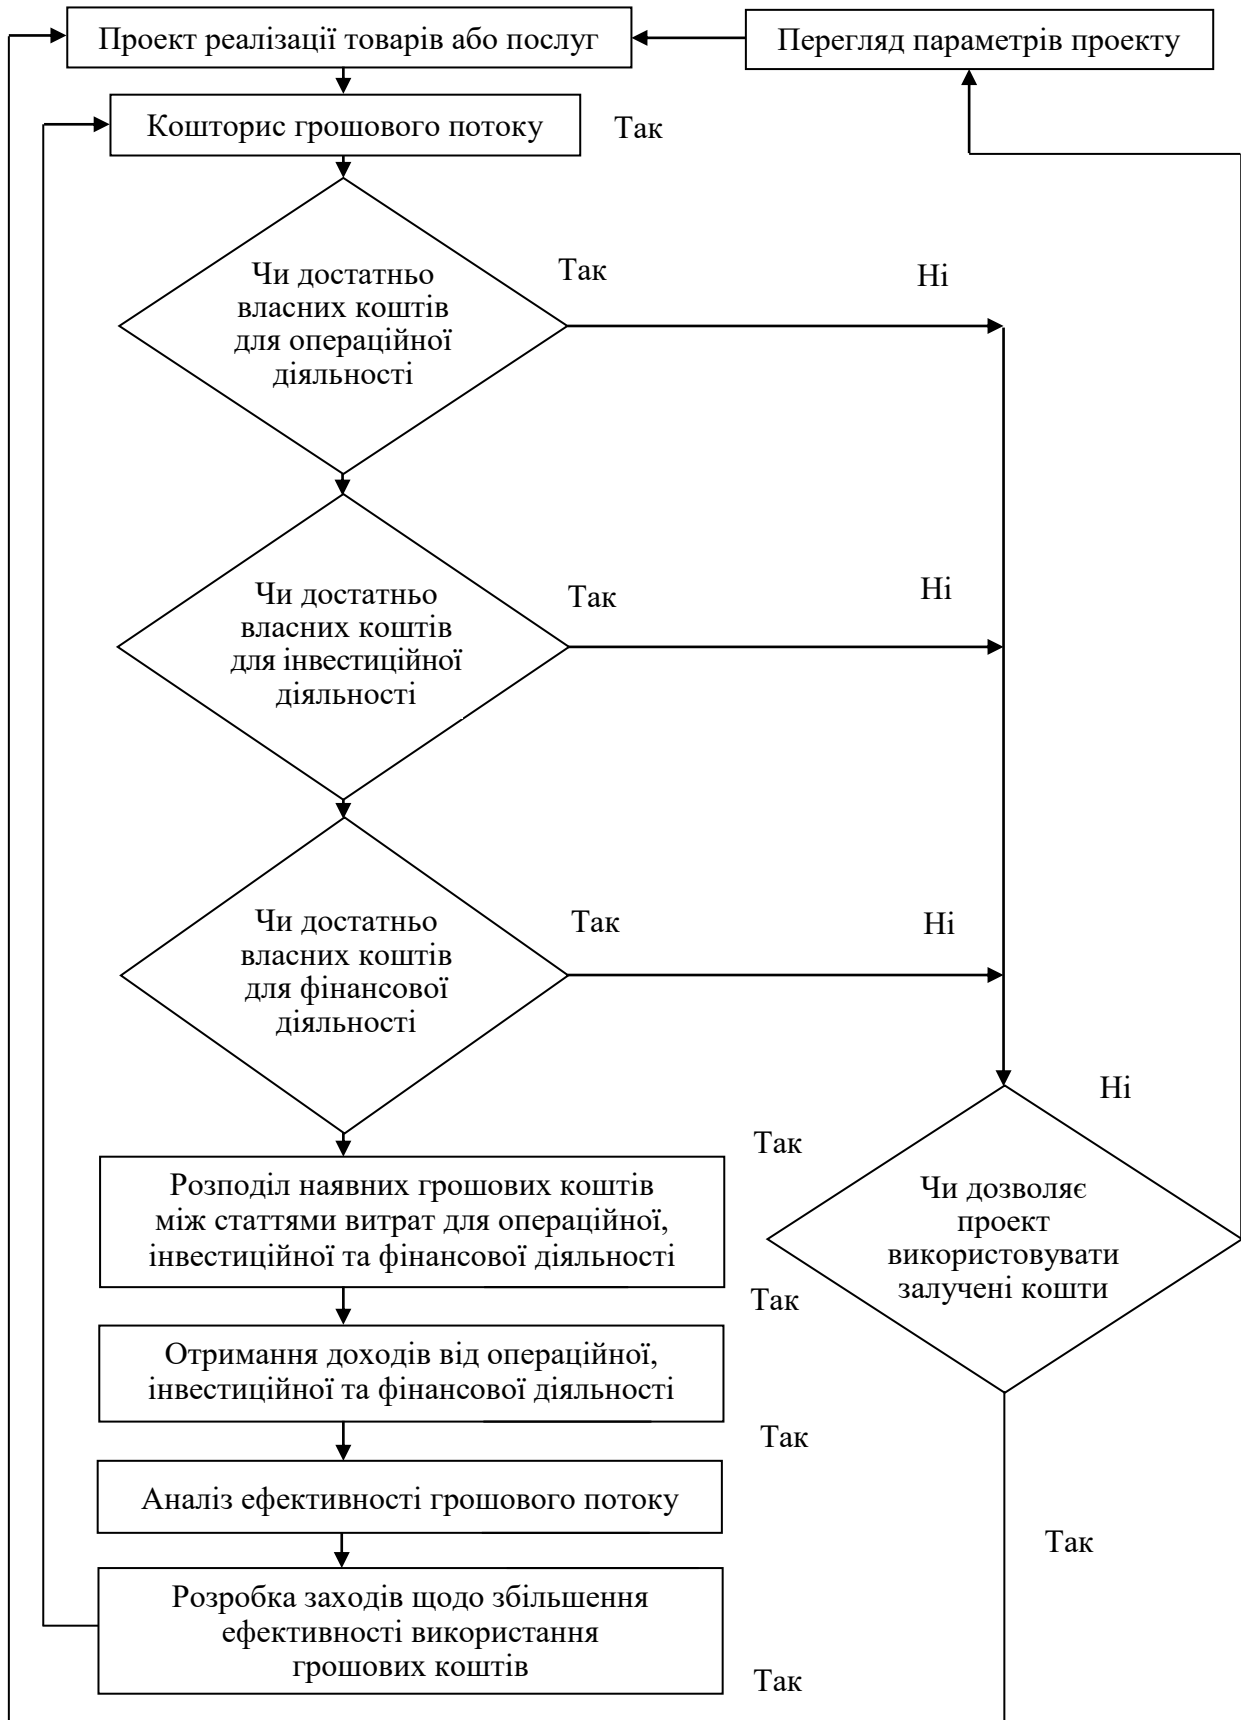 Проект реалізації товарів або послуг
Перегляд параметрів проекту
Кошторис грошового потоку
Так
Чи достатньо
власних коштів
для операційної
діяльності
Так
Ні
Чи достатньо
власних коштів
для інвестиційної
діяльності
Так
Ні
Чи достатньо
власних коштів
для фінансової
діяльності
Так
Ні
Ні
Так
Розподіл наявних грошових коштів
між статтями витрат для операційної,
інвестиційної та фінансової діяльності
Чи дозволяє
проект
використовувати
залучені кошти
Так
Отримання доходів від операційної,
інвестиційної та фінансової діяльності
Так
Аналіз ефективності грошового потоку
Так
Розробка заходів щодо збільшення
ефективності використання
грошових коштів
Так